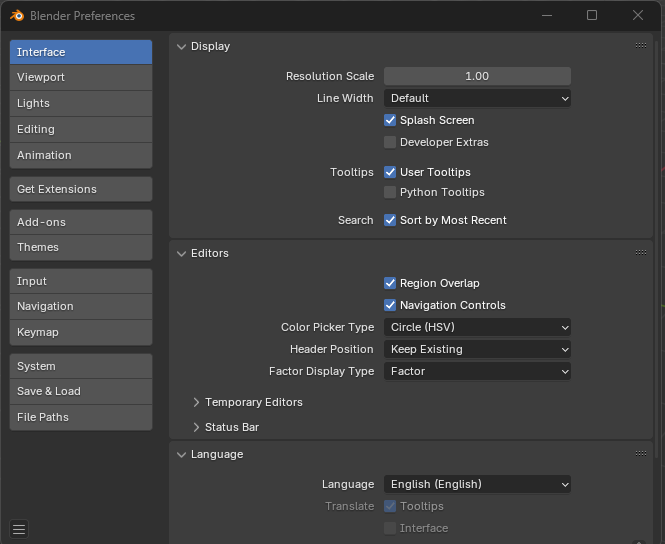 Blender Preferences
Interface
Viewport
Lights
Editing
Animation
Get Extensions
Add-ons
Themes
Input
Navigation
Keymap
System
Save & Load
File Paths
Display
Resolution Scale 1.00
Line Width Default
Splash Screen
Developer Extras
Tooltips User Tooltips
Python Tooltips
Search Sort by Most Recent
Editors
Region Overlap
Navigation Controls
Color Picker Type Circle (HSV)
Header Position Keep Existing
Factor Display Type Factor
Temporary Editors
Status Bar
Language
Language English (English)
Translate Tooltips
Interface